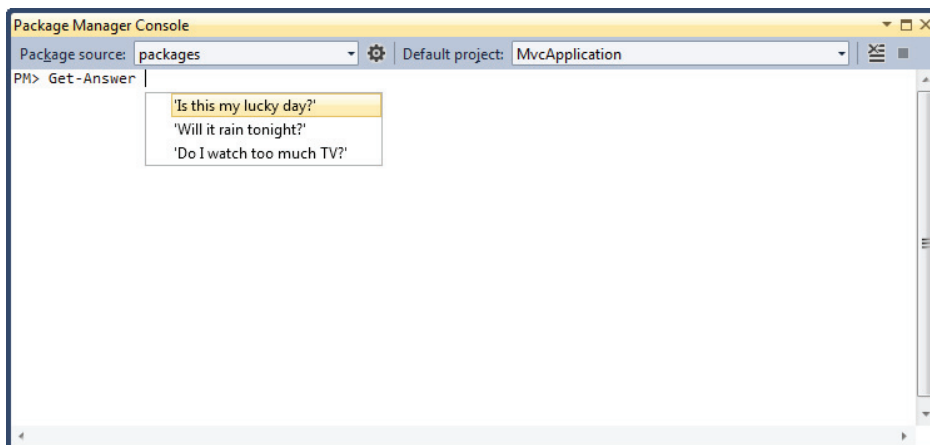 Package Manager Console
Package source: packages Default project: MvcApplication
PM> Get-Answer
'Is this my lucky day?'
'Will it rain tonight?'
'Do I watch too much TV?'